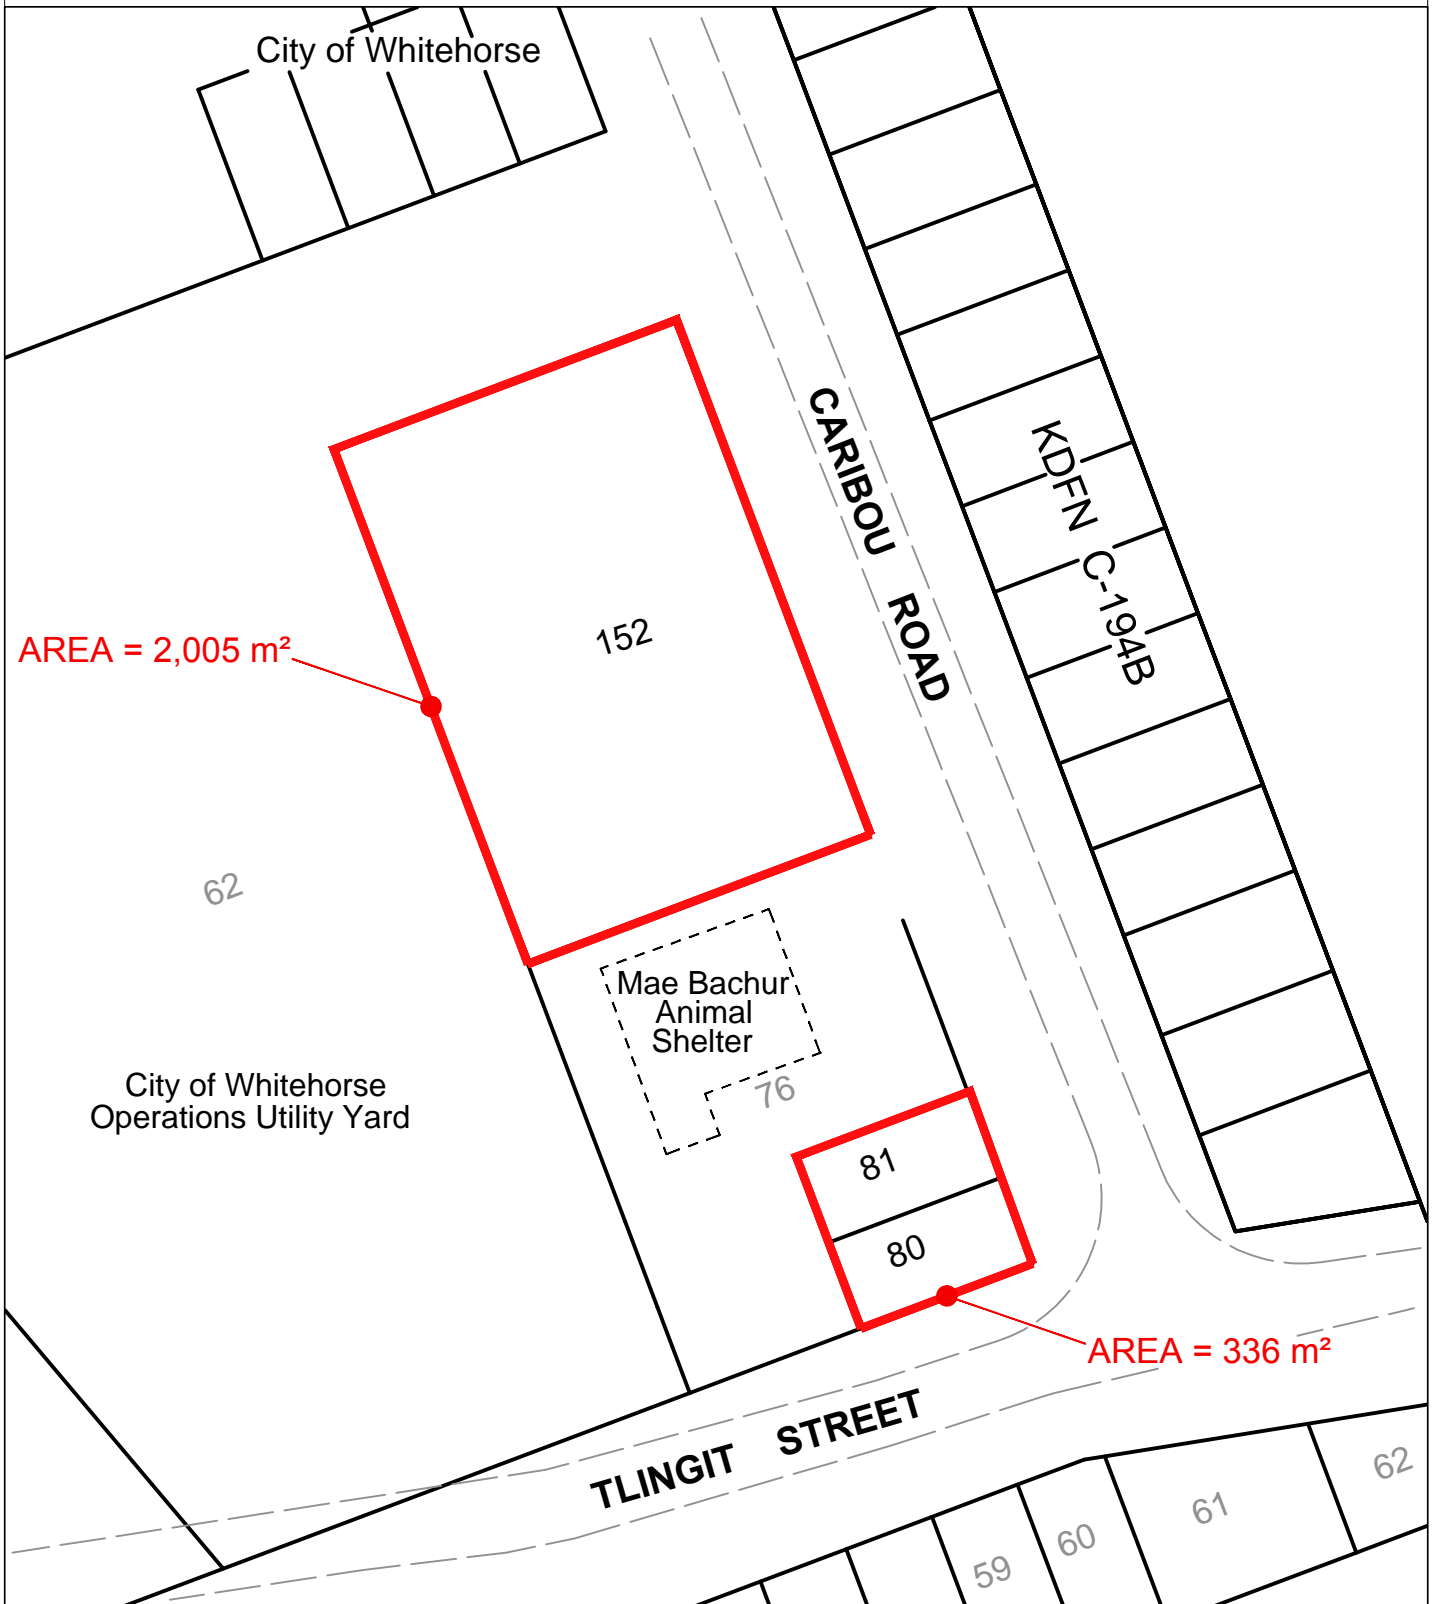 City of Whitehorse
CARIBOU ROAD
KDFN C-194B
152
AREA = 2,005 m²
62
Mae Bachur
Animal
Shelter
76
City of Whitehorse
Operations Utility Yard
81
80
AREA = 336 m²
TLINGIT STREET
59
60
61
62